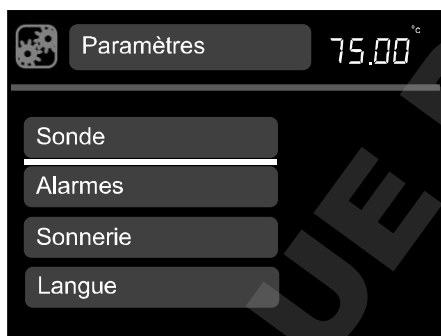 Paramètres 75.00 °c
Sonde
Alarmes
Sonnerie
Langue